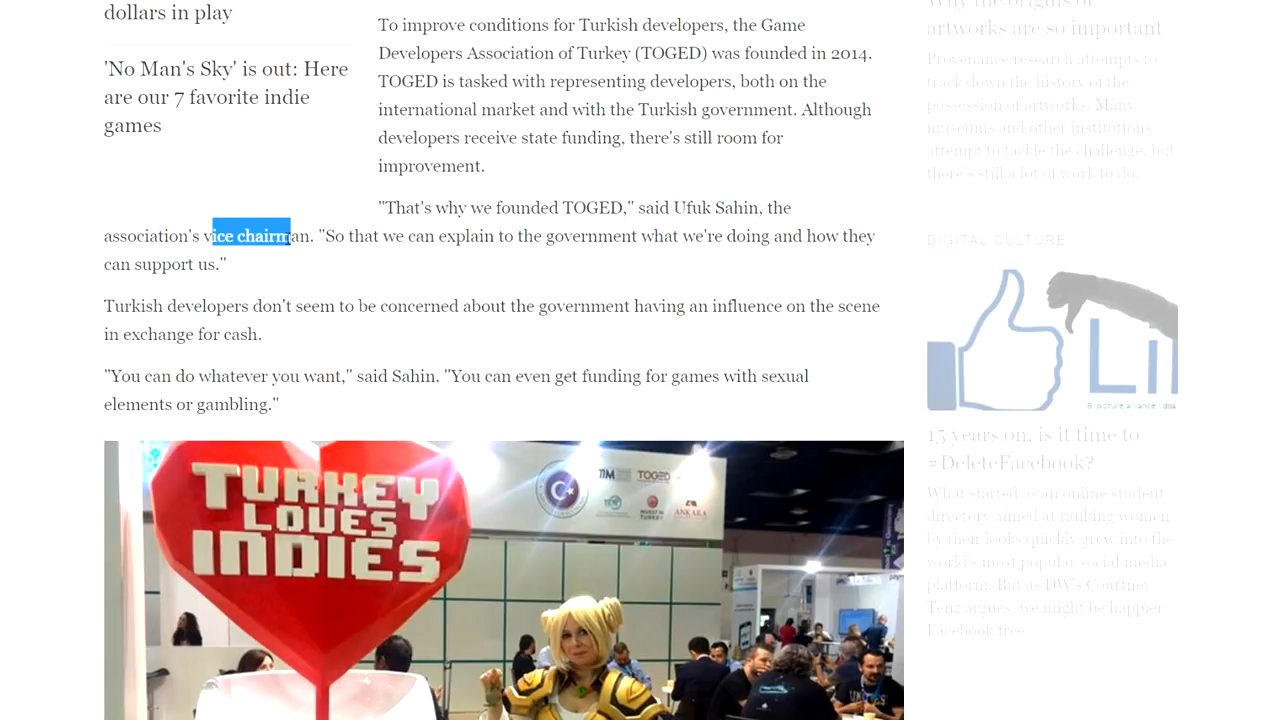 dollars in play
'No Man's Sky' is out: Here
are our 7 favorite indie
games
To improve conditions for Turkish developers, the Game
Developers Association of Turkey (TOGED) was founded in 2014.
TOGED is tasked with representing developers, both on the
international market and with the Turkish government. Although
developers receive state funding, there's still room for
improvement.
"That's why we founded TOGED," said Ufuk Sahin, the
association's vice chairman. "So that we can explain to the government what we're doing and how they
can support us."
Turkish developers don't seem to be concerned about the government having an influence on the scene
in exchange for cash.
"You can do whatever you want," said Sahin. "You can even get funding for games with sexual
elements or gambling."
TURKEY
LOVES
INDIES
TİM
TOGED
INVEST IN
TURKEY
ANKARA
Why the origins of
artworks are so important
Provenance research attempts to
track down the history of the
possession of artworks. Many
museums and other institutions
attempt to tackle the challenge, but
there's still a lot of work to do.
DIGITAL CULTURE
LI
15 years on, is it time to
#DeleteFacebook?
What started as an online student
directory aimed at ranking women
by their looks quickly grew into the
world's most popular social media
platform. But as DW's Courtney
Tenz argues, we might be happier
Facebook-free.